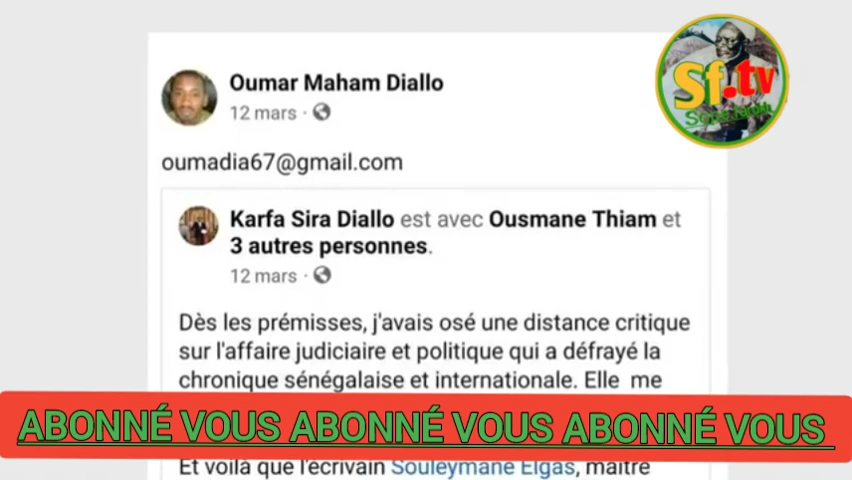 Oumar Maham Diallo
12 mars
oumadia67@gmail.com
Karfa Sira Diallo est avec Ousmane Thiam et
3 autres personnes.
12 mars
Dès les prémisses, j'avais osé une distance critique
sur l'affaire judiciaire et politique qui a défrayé la
chronique sénégalaise et internationale. Elle me
ABONNÉ VOUS ABONNÉ VOUS ABONNÉ VOUS
Et voilà que l'écrivain Souleymane Elgas, maître
Sf.tv